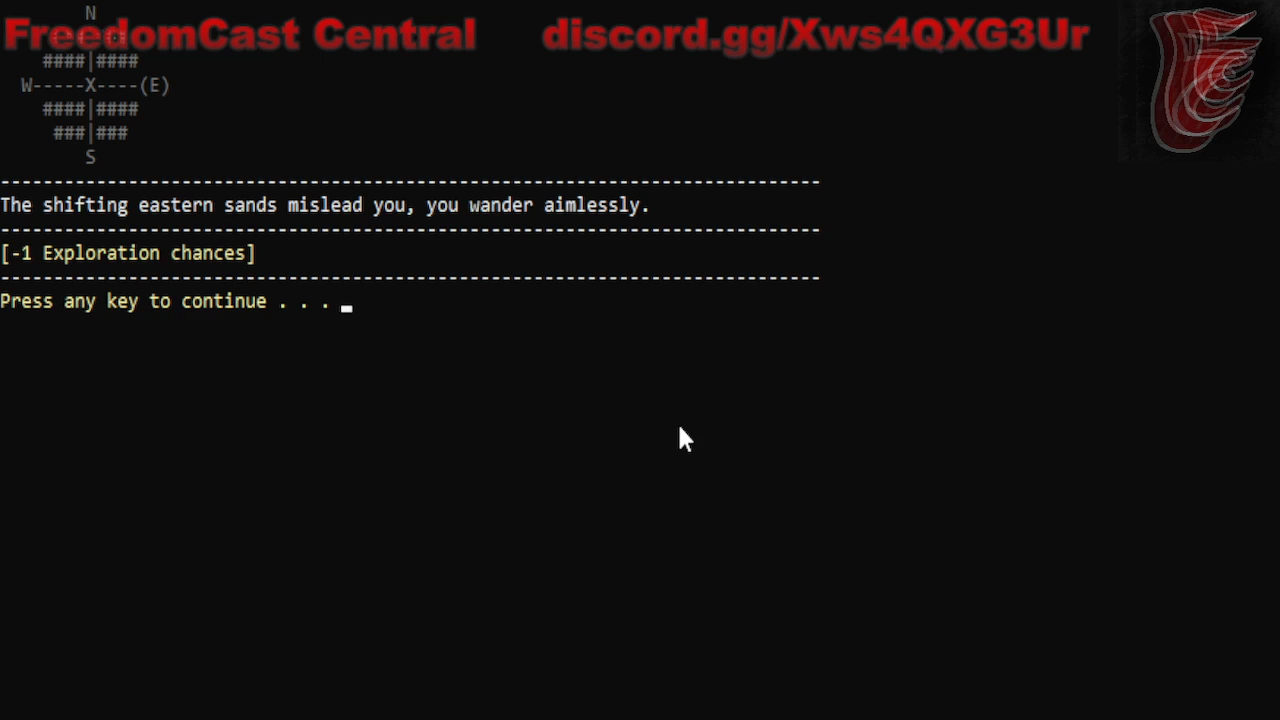 N
FreedomCast Central discord.gg/Xws4QXG3Ur
####|####
W-----X----(E)
####|####
###|###
S
-----------------------------------------------------------------------------
The shifting eastern sands mislead you, you wander aimlessly.
-----------------------------------------------------------------------------
[-1 Exploration chances]
-----------------------------------------------------------------------------
Press any key to continue . . .